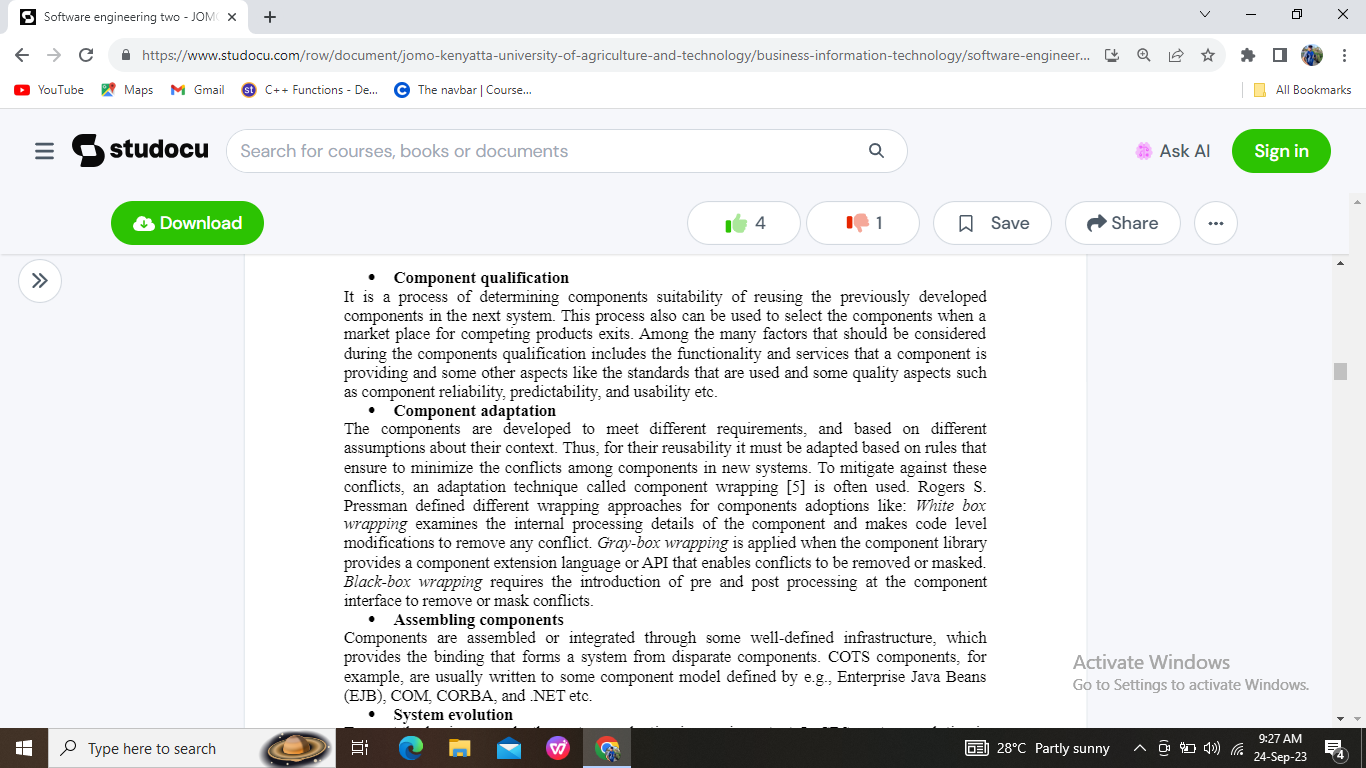 Software engineering two - JOM
https://www.studocu.com/row/document/jomo-kenyatta-university-of-agriculture-and-technology/business-information-technology/software-engineer...
YouTube Maps Gmail C++ Functions - De... The navbar | Course... All Bookmarks
studocu Search for courses, books or documents Ask AI Sign in
Download 4 1 Save Share
• Component qualification
It is a process of determining components suitability of reusing the previously developed
components in the next system. This process also can be used to select the components when a
market place for competing products exits. Among the many factors that should be considered
during the components qualification includes the functionality and services that a component is
providing and some other aspects like the standards that are used and some quality aspects such
as component reliability, predictability, and usability etc.
• Component adaptation
The components are developed to meet different requirements, and based on different
assumptions about their context. Thus, for their reusability it must be adapted based on rules that
ensure to minimize the conflicts among components in new systems. To mitigate against these
conflicts, an adaptation technique called component wrapping [5] is often used. Rogers S.
Pressman defined different wrapping approaches for components adoptions like: White box
wrapping examines the internal processing details of the component and makes code level
modifications to remove any conflict. Gray-box wrapping is applied when the component library
provides a component extension language or API that enables conflicts to be removed or masked.
Black-box wrapping requires the introduction of pre and post processing at the component
interface to remove or mask conflicts.
• Assembling components
Components are assembled or integrated through some well-defined infrastructure, which
provides the binding that forms a system from disparate components. COTS components, for
example, are usually written to some component model defined by e.g., Enterprise Java Beans
(EJB), COM, CORBA, and .NET etc.
• System evolution
Activate Windows
Go to Settings to activate Windows.
Type here to search 28°C Partly sunny 9:27 AM
24-Sep-23 4